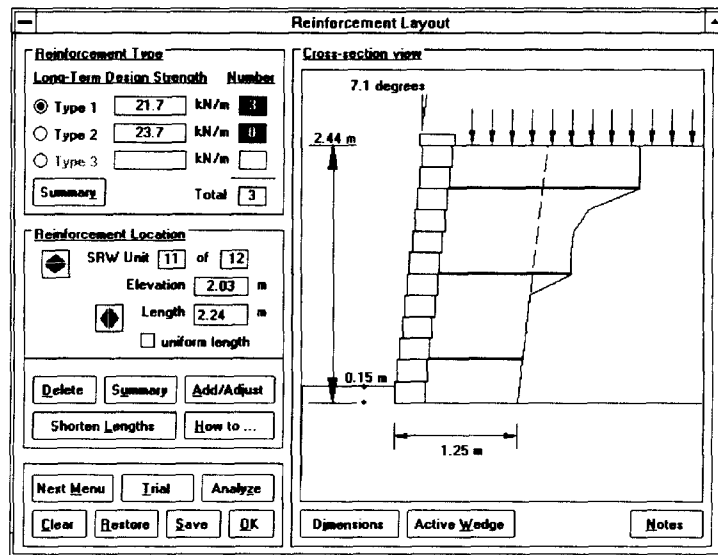 Reinforcement Layout
Reinforcement Type
Long-Term Design Strength Number
Type 1 21.7 kN/m 3
Type 2 23.7 kN/m 0
Type 3 kN/m
Summary Total 3
Reinforcement Location
SRW Unit 11 of 12
Elevation 2.03 m
Length 2.24 m
uniform length
Delete Summary Add/Adjust
Shorten Lengths How to ...
Next Menu Trial Analyze
Clear Restore Save OK
Cross-section view
7.1 degrees
2.44 m
0.15 m
1.25 m
Dimensions Active Wedge Notes